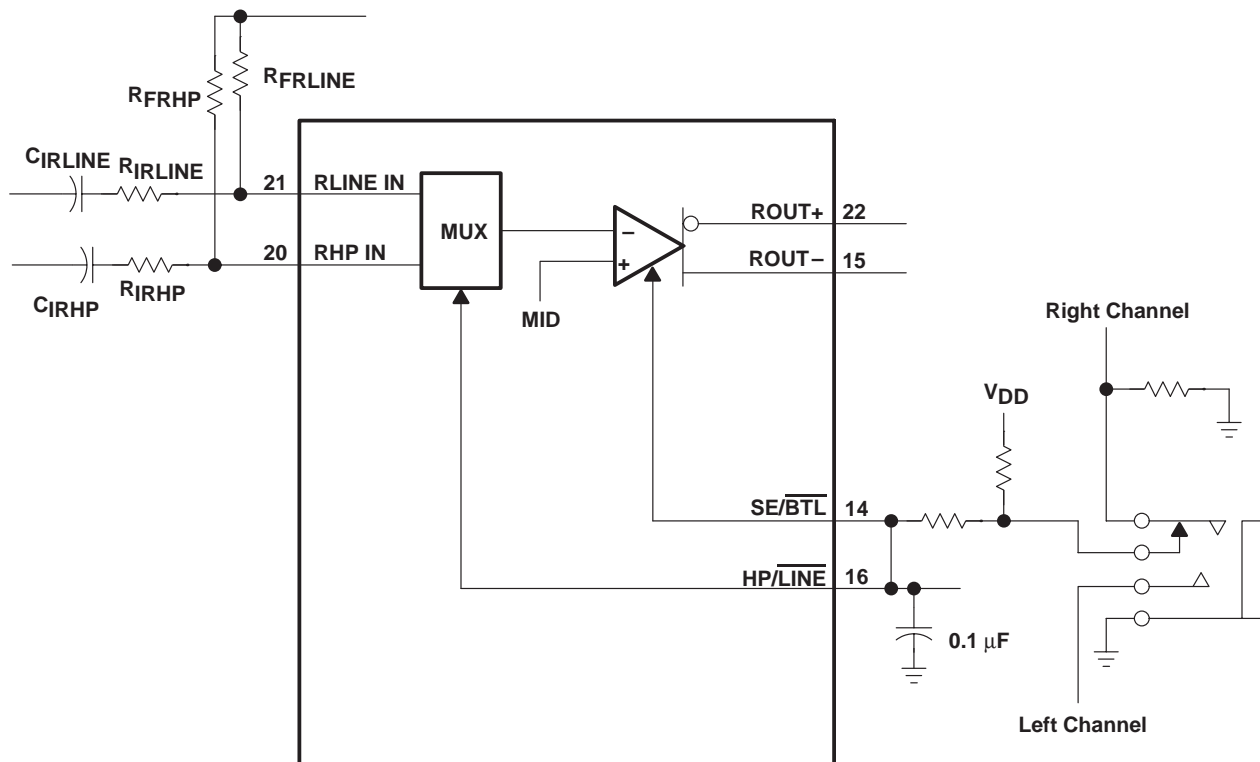 RFRHP
RFRLINE
CIRLINE
RIRLINE
21
RLINE IN
20
RHP IN
CIRHP
RIRHP
MUX
−
+
MID
ROUT+
22
ROUT−
15
Right Channel
VDD
SE/BTL
14
HP/LINE
16
0.1 μF
Left Channel